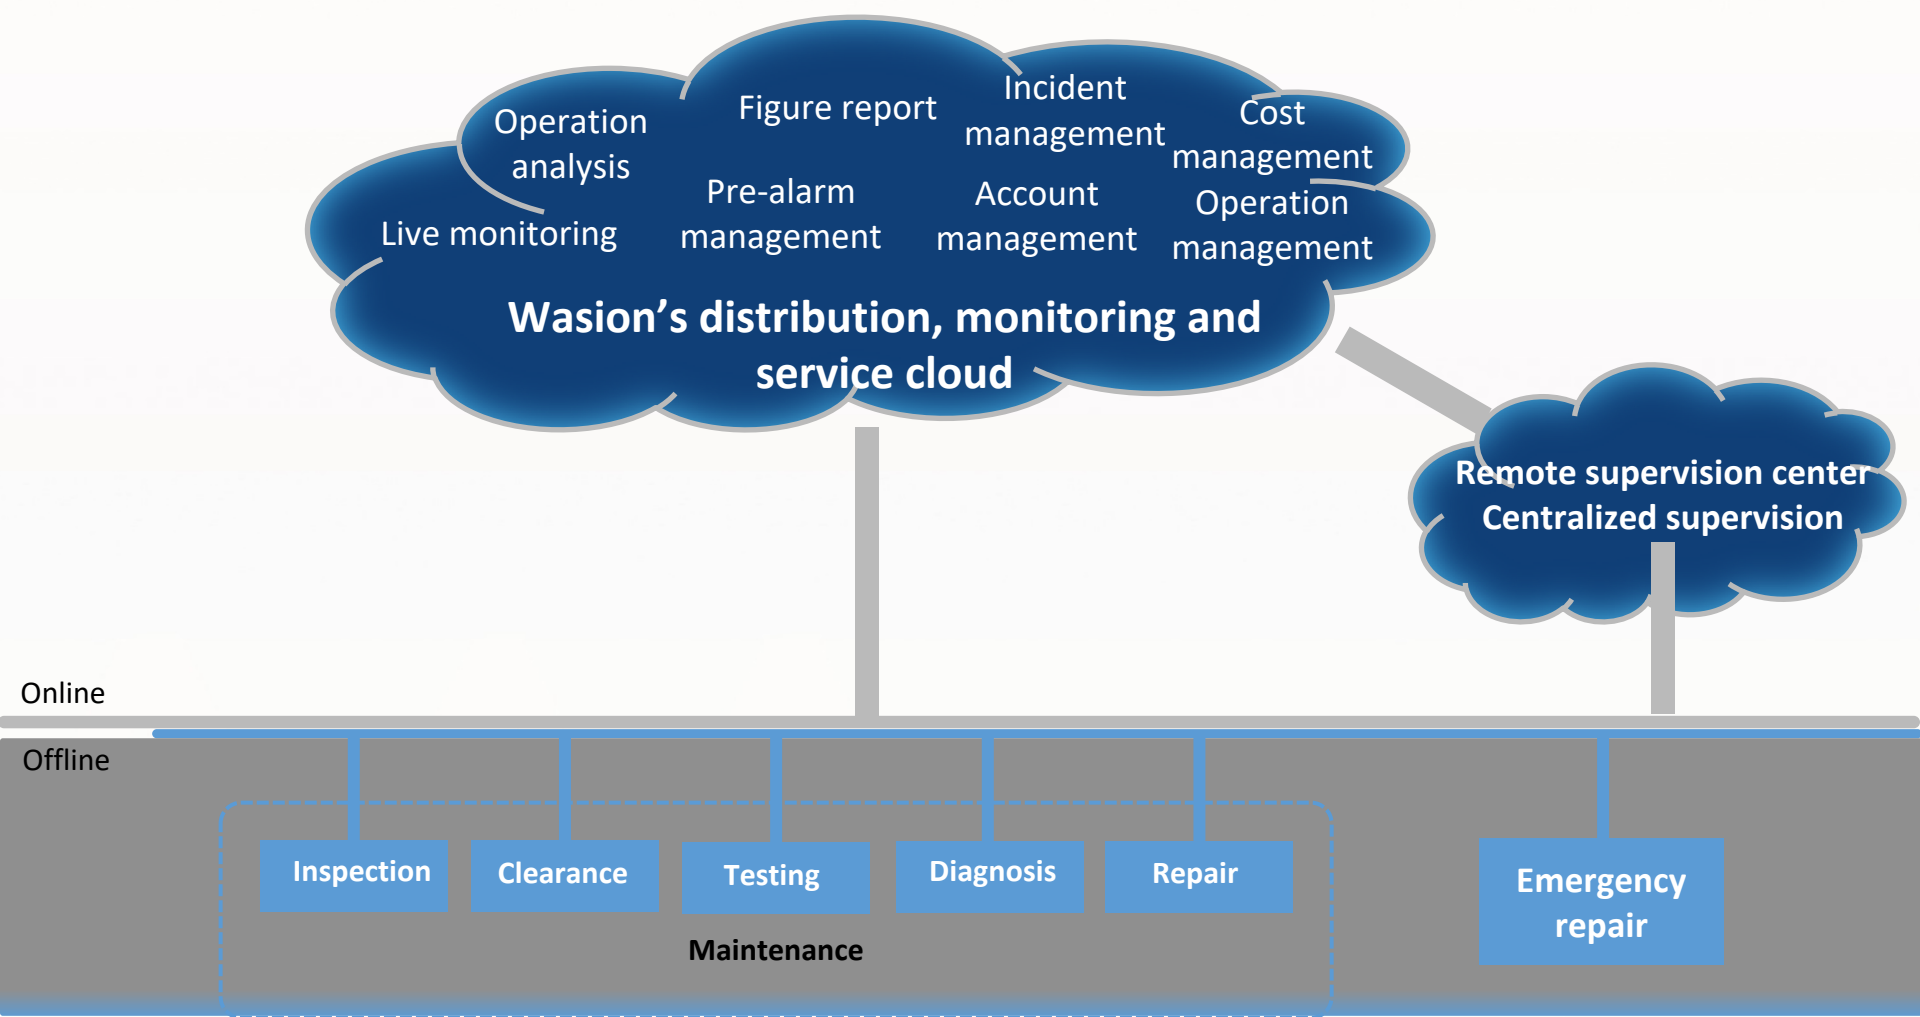 Operation
analysis
Figure report
Incident
management
Cost
management
Live monitoring
Pre-alarm
management
Account
management
Operation
management
Wasion’s distribution, monitoring and
service cloud
Remote supervision center
Centralized supervision
Online
Offline
Inspection
Clearance
Testing
Diagnosis
Repair
Emergency
repair
Maintenance